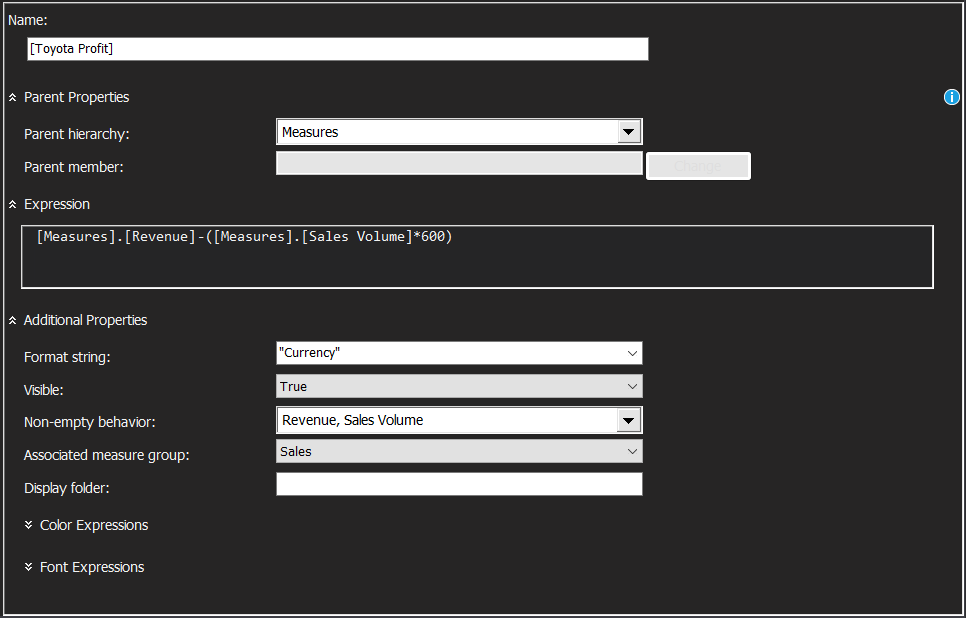 Name:
[Toyota Profit]
Parent Properties
Parent hierarchy:
Measures
Parent member:
Change
Expression
[Measures].[Revenue]-([Measures].[Sales Volume]*600)
Additional Properties
Format string:
"Currency"
Visible:
True
Non-empty behavior:
Revenue, Sales Volume
Associated measure group:
Sales
Display folder:
Color Expressions
Font Expressions